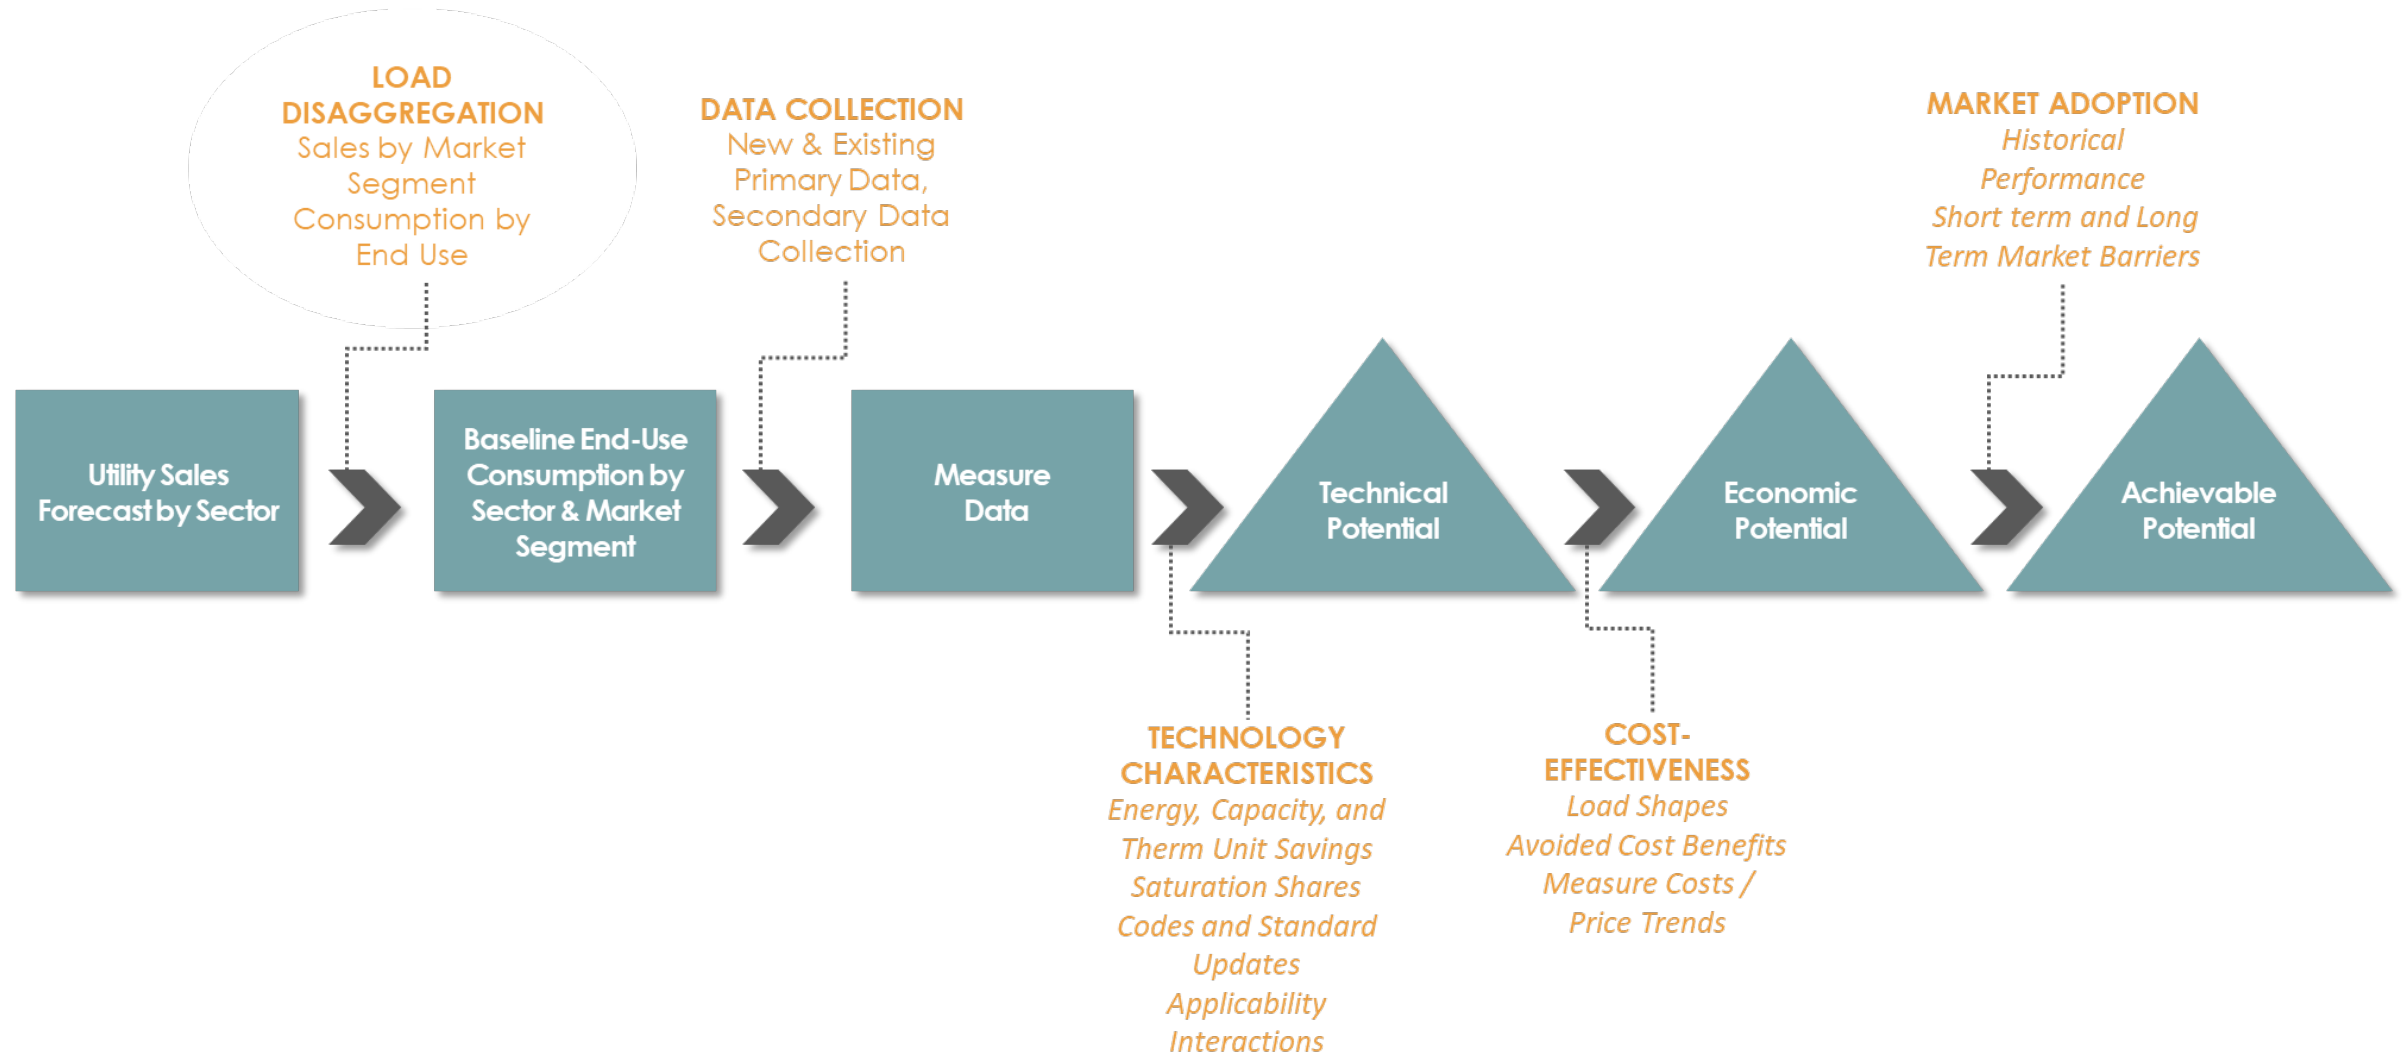 LOAD
DISAGGREGATION
Sales by Market
Segment
Consumption by
End Use
DATA COLLECTION
New & Existing
Primary Data,
Secondary Data
Collection
MARKET ADOPTION
Historical
Performance
Short term and Long
Term Market Barriers
Utility Sales
Forecast by Sector
Baseline End-Use
Consumption by
Sector & Market
Segment
Measure
Data
Technical
Potential
Economic
Potential
Achievable
Potential
TECHNOLOGY
CHARACTERISTICS
Energy, Capacity, and
Therm Unit Savings
Saturation Shares
Codes and Standard
Updates
Applicability
Interactions
COST-
EFFECTIVENESS
Load Shapes
Avoided Cost Benefits
Measure Costs /
Price Trends